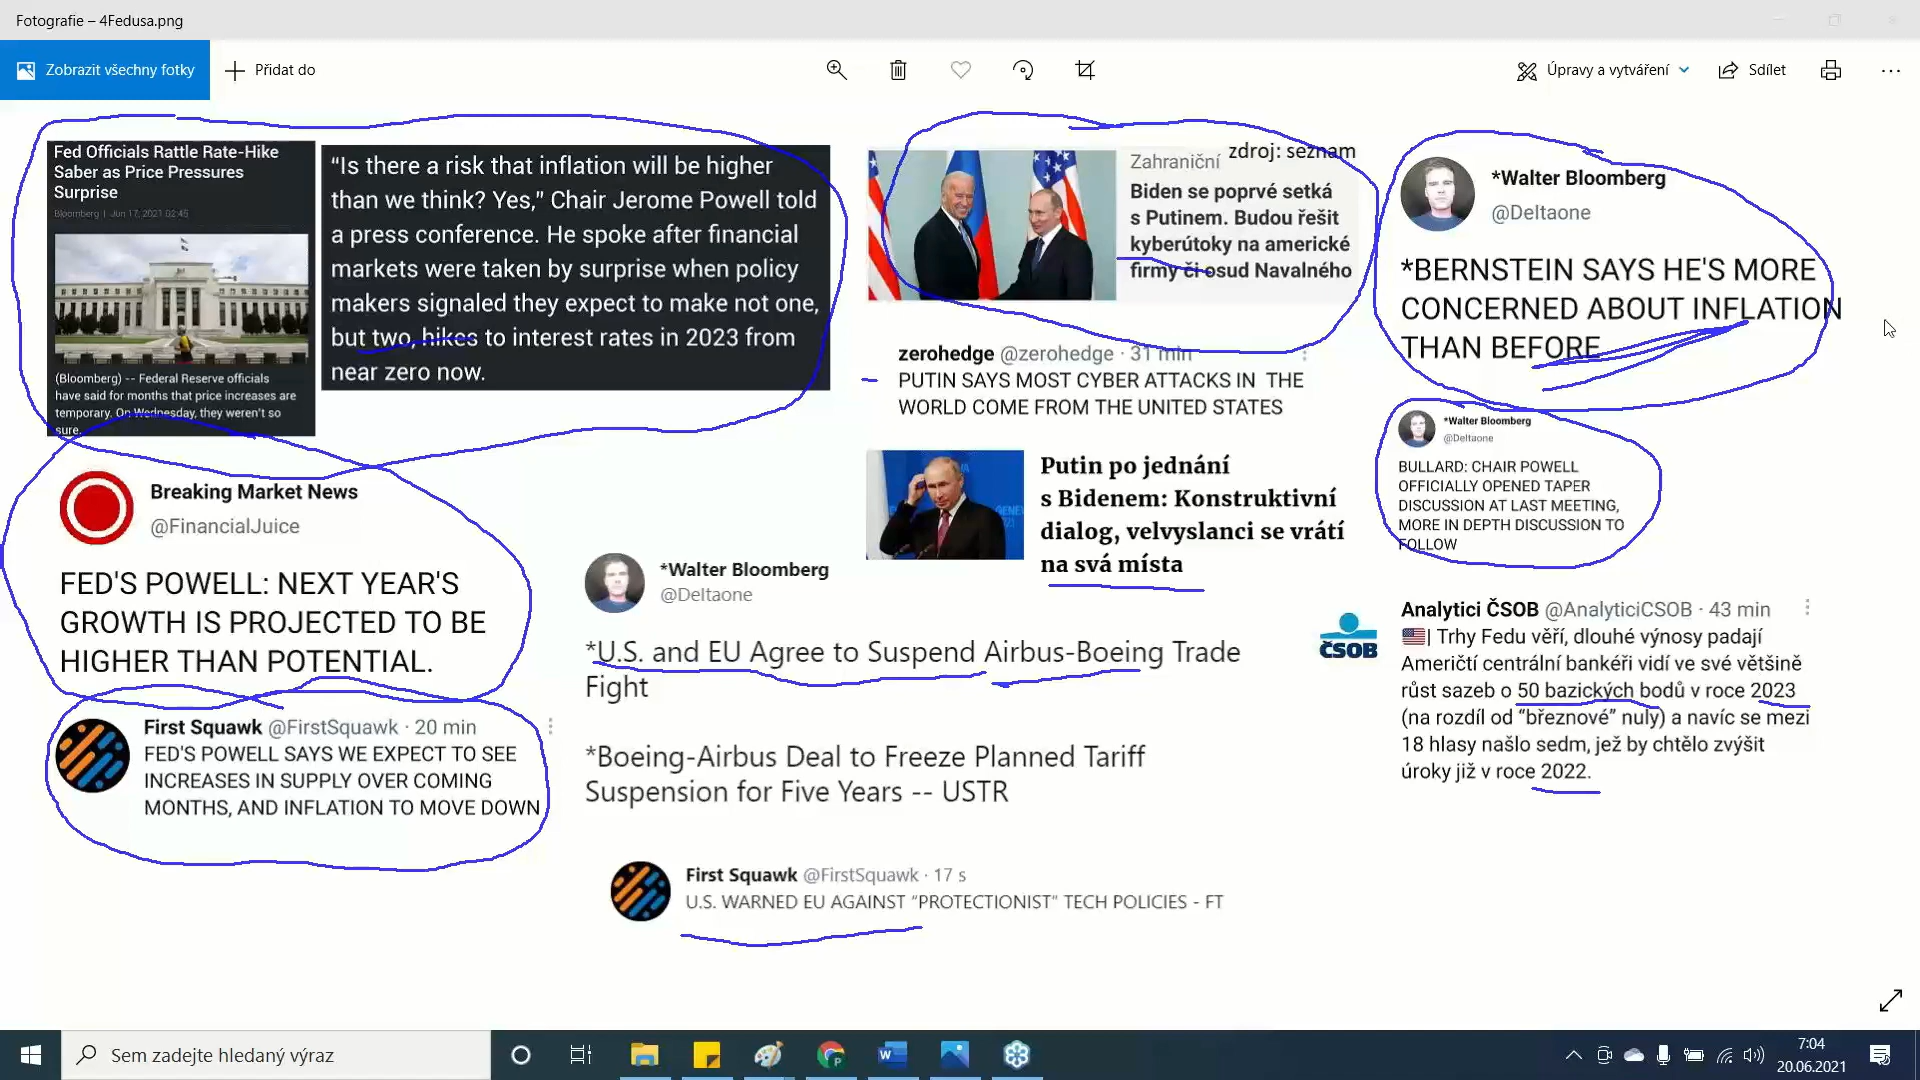 Fotografie – 4Fedusa.png
Zobrazit všechny fotky
Přidat do
Úpravy a vytváření
Sdílet
Fed Officials Rattle Rate-Hike
Saber as Price Pressures
Surprise
Bloomberg | Jun 17, 2021 02:45
(Bloomberg) -- Federal Reserve officials
have said for months that price increases are
temporary. On Wednesday, they weren't so
sure.
“Is there a risk that inflation will be higher
than we think? Yes,” Chair Jerome Powell told
a press conference. He spoke after financial
markets were taken by surprise when policy
makers signaled they expect to make not one,
but two, hikes to interest rates in 2023 from
near zero now.
Breaking Market News
@FinancialJuice
FED'S POWELL: NEXT YEAR'S
GROWTH IS PROJECTED TO BE
HIGHER THAN POTENTIAL.
First Squawk @FirstSquawk · 20 min
FED'S POWELL SAYS WE EXPECT TO SEE
INCREASES IN SUPPLY OVER COMING
MONTHS, AND INFLATION TO MOVE DOWN
Zahraniční
zdroj: seznam
Biden se poprvé setká
s Putinem. Budou řešit
kyberútoky na americké
firmy či osud Navalného
zerohedge @zerohedge · 31 min
PUTIN SAYS MOST CYBER ATTACKS IN THE
WORLD COME FROM THE UNITED STATES
Putin po jednání
s Bidenem: Konstruktivní
dialog, velvyslanci se vrátí
na svá místa
*Walter Bloomberg
@Deltaone
*U.S. and EU Agree to Suspend Airbus-Boeing Trade
Fight
*Boeing-Airbus Deal to Freeze Planned Tariff
Suspension for Five Years -- USTR
First Squawk @FirstSquawk · 17 s
U.S. WARNED EU AGAINST “PROTECTIONIST” TECH POLICIES - FT
*Walter Bloomberg
@Deltaone
*BERNSTEIN SAYS HE'S MORE
CONCERNED ABOUT INFLATION
THAN BEFORE
*Walter Bloomberg
@Deltaone
BULLARD: CHAIR POWELL
OFFICIALLY OPENED TAPER
DISCUSSION AT LAST MEETING,
MORE IN DEPTH DISCUSSION TO
FOLLOW
ČSOB
Analytici ČSOB @AnalyticiCSOB · 43 min
| Trhy Fedu věří, dlouhé výnosy padají
Američtí centrální bankéři vidí ve své většině
růst sazeb o 50 bazických bodů v roce 2023
(na rozdíl od “březnové” nuly) a navíc se mezi
18 hlasy našlo sedm, jež by chtělo zvýšit
úroky již v roce 2022.
Sem zadejte hledaný výraz
7:04
20.06.2021